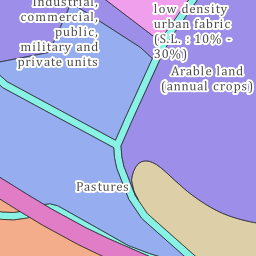 Industrial,
commercial,
public,
military and
private units
low density
urban fabric
(S.L. : 10% -
30%)
Arable land
(annual crops)
Pastures